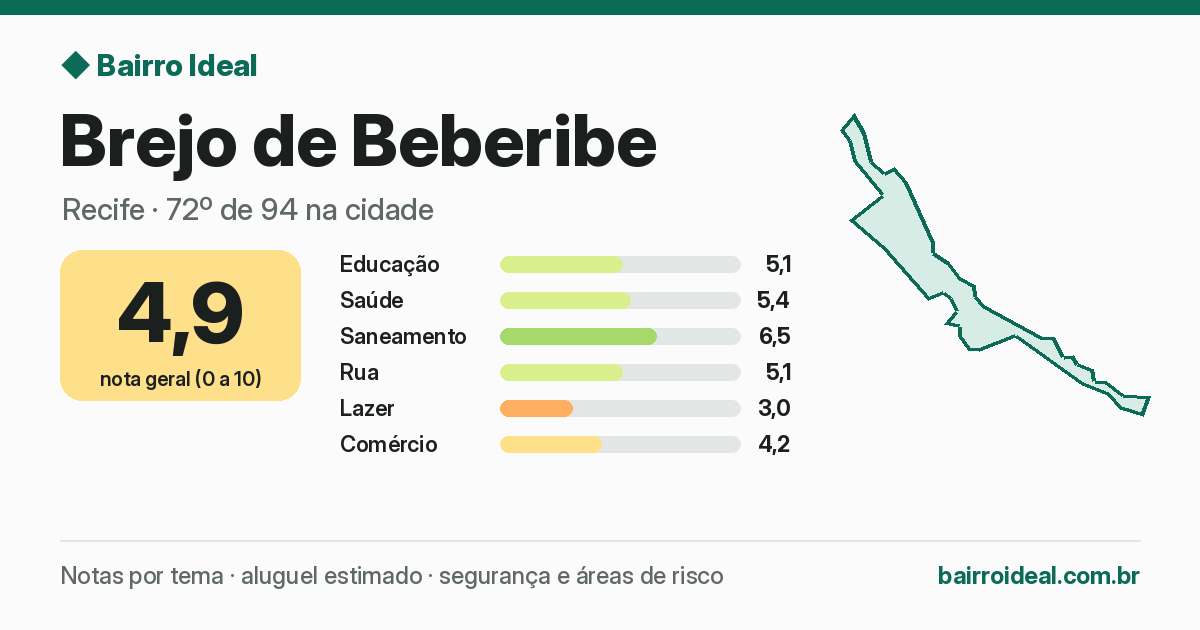 Bairro Ideal
Brejo de Beberibe
Recife · 72º de 94 na cidade
4,9
nota geral (0 a 10)
Educação 5,1
Saúde 5,4
Saneamento 6,5
Rua 5,1
Lazer 3,0
Comércio 4,2
Notas por tema · aluguel estimado · segurança e áreas de risco
bairroideal.com.br